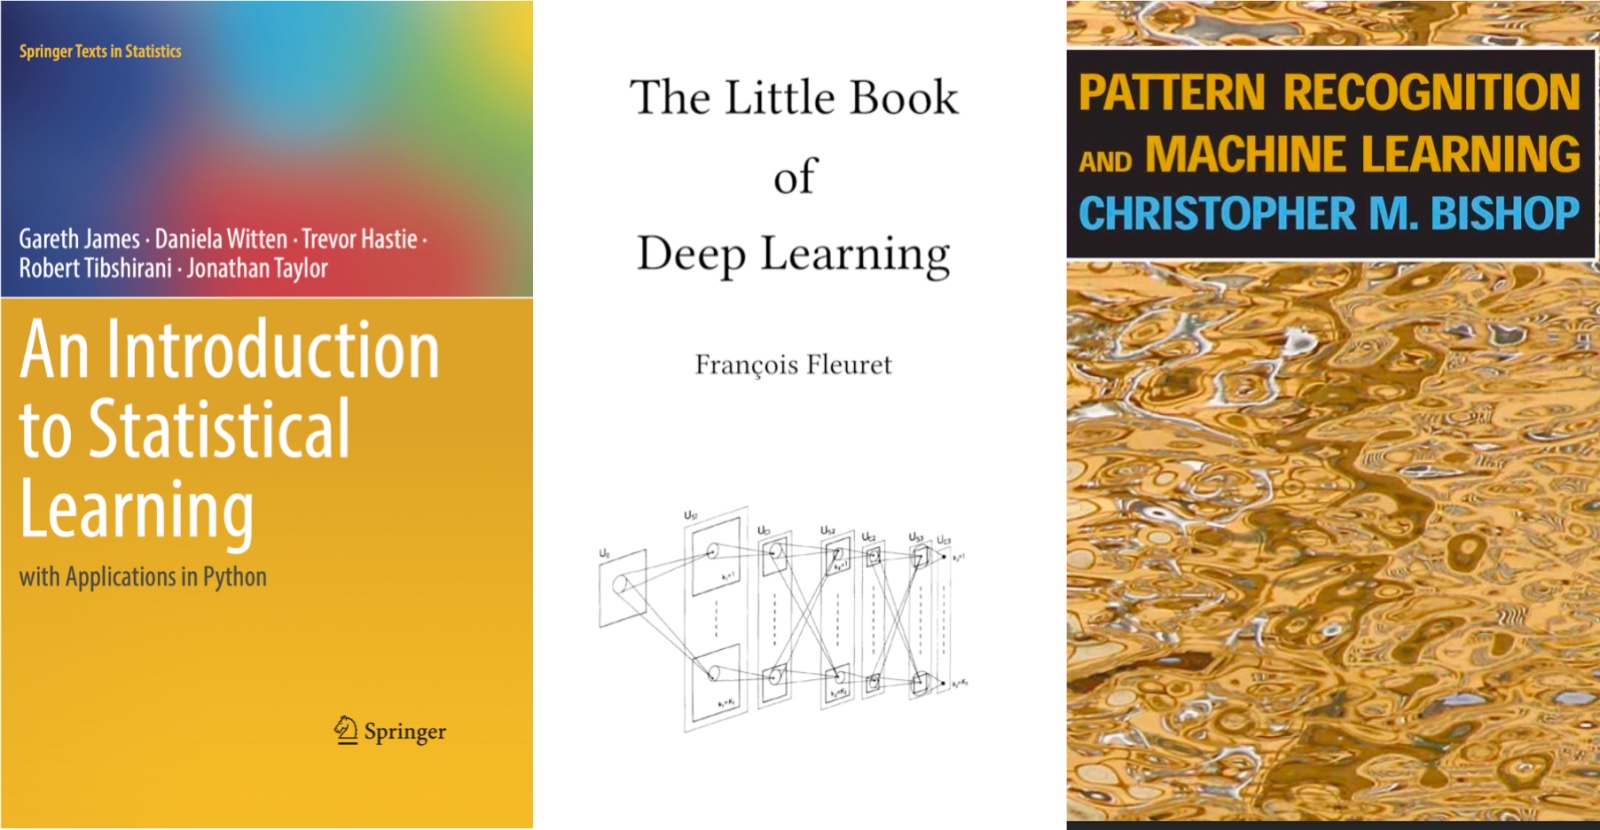 Springer Texts in Statistics
Gareth James · Daniela Witten · Trevor Hastie ·
Robert Tibshirani · Jonathan Taylor
An Introduction
to Statistical
Learning
with Applications in Python
Springer
The Little Book
of
Deep Learning
François Fleuret
PATTERN RECOGNITION
AND MACHINE LEARNING
CHRISTOPHER M. BISHOP